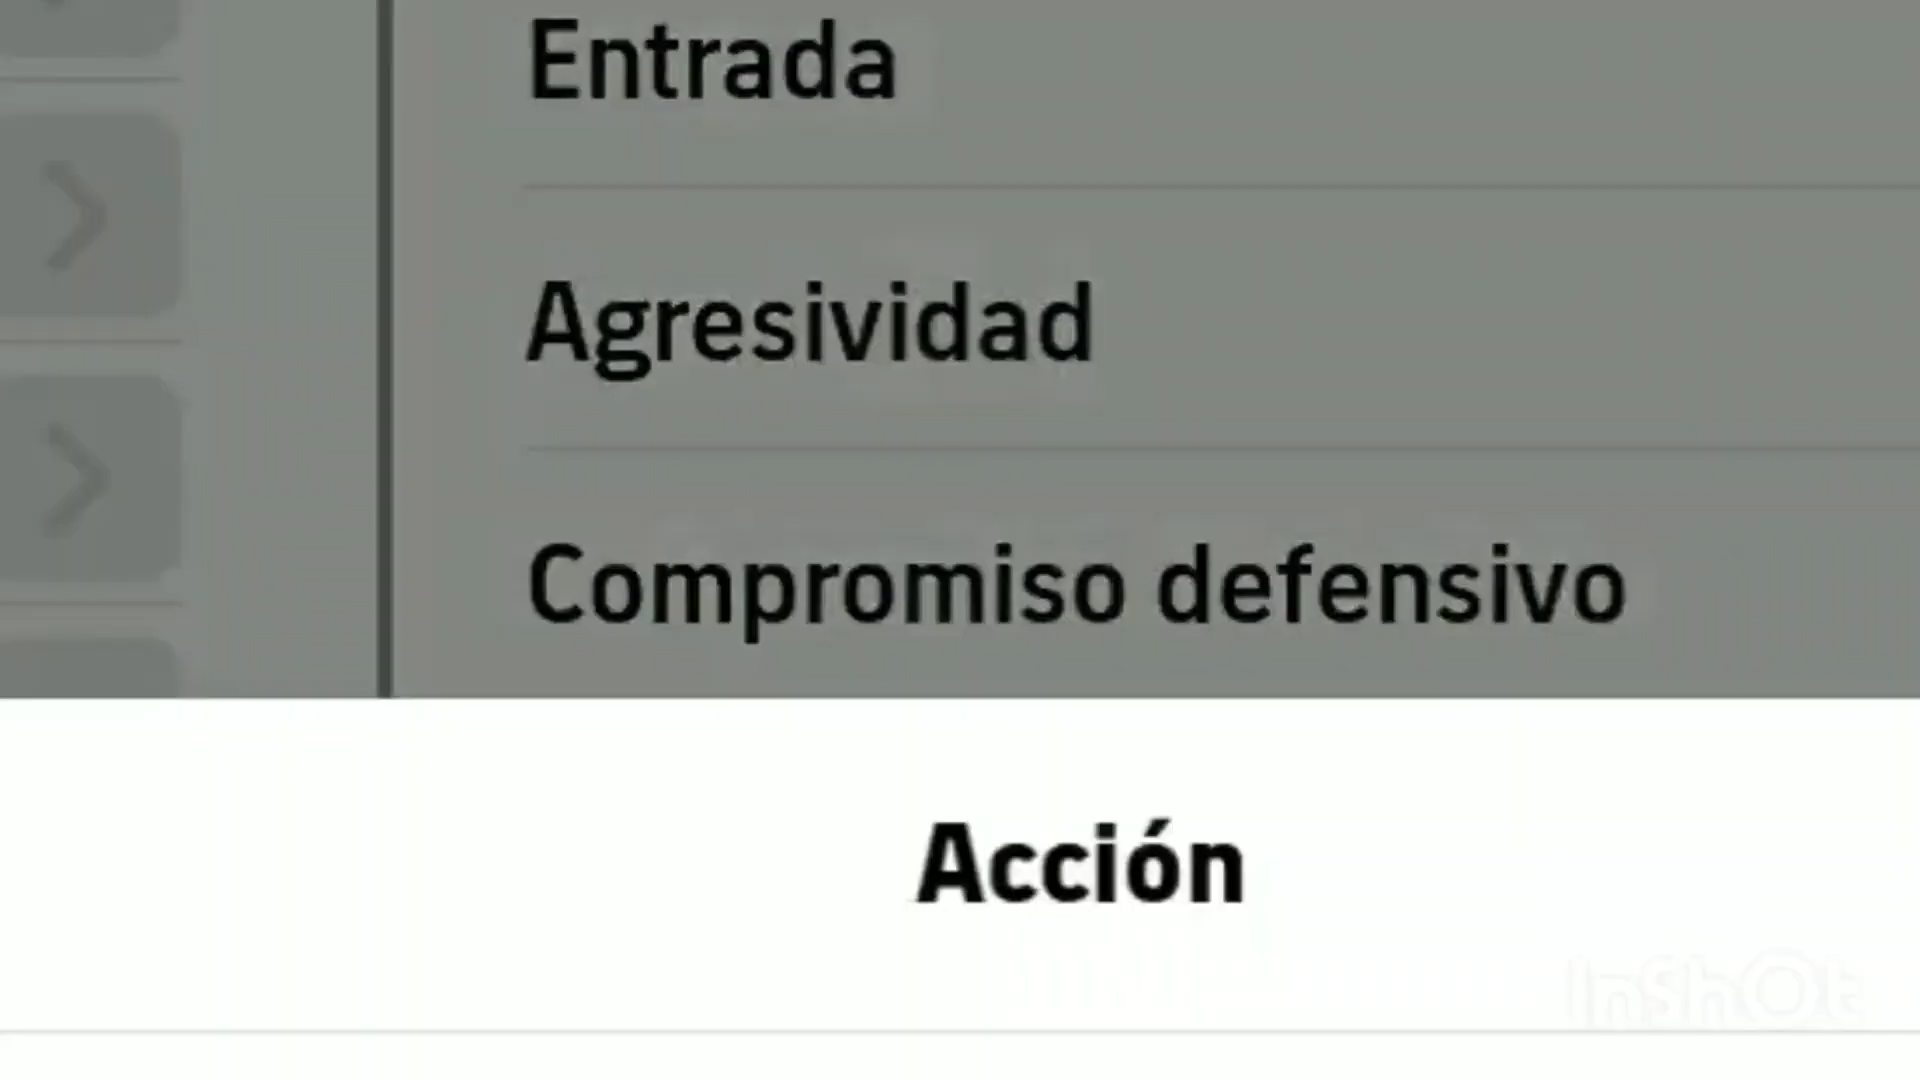 Entrada
Agresividad
Compromiso defensivo
Acción
InShOt